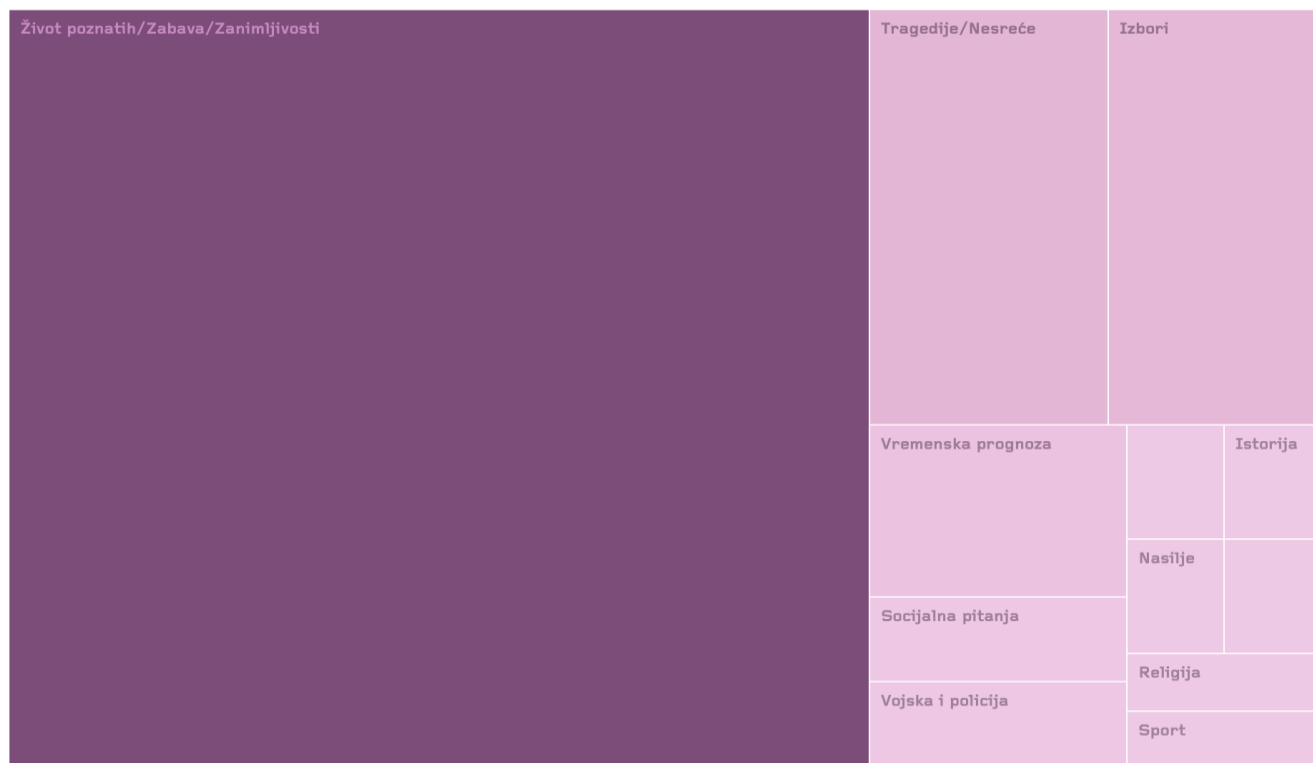 Život poznatih/Zabava/Zanimljivosti
Tragedije/Nesreće
Izbori
Vremenska prognoza
Istorija
Nasilje
Socijalna pitanja
Religija
Vojska i policija
Sport